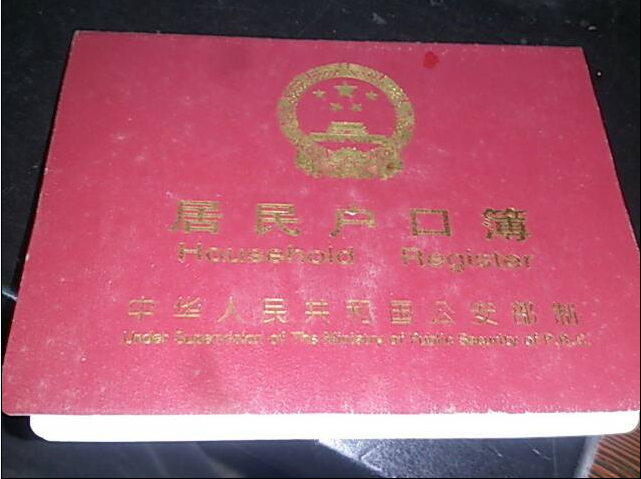 居民户口簿
Household Register
中华人民共和国公安部制
Under Supervision of The Ministry of Public Security of P.R.C